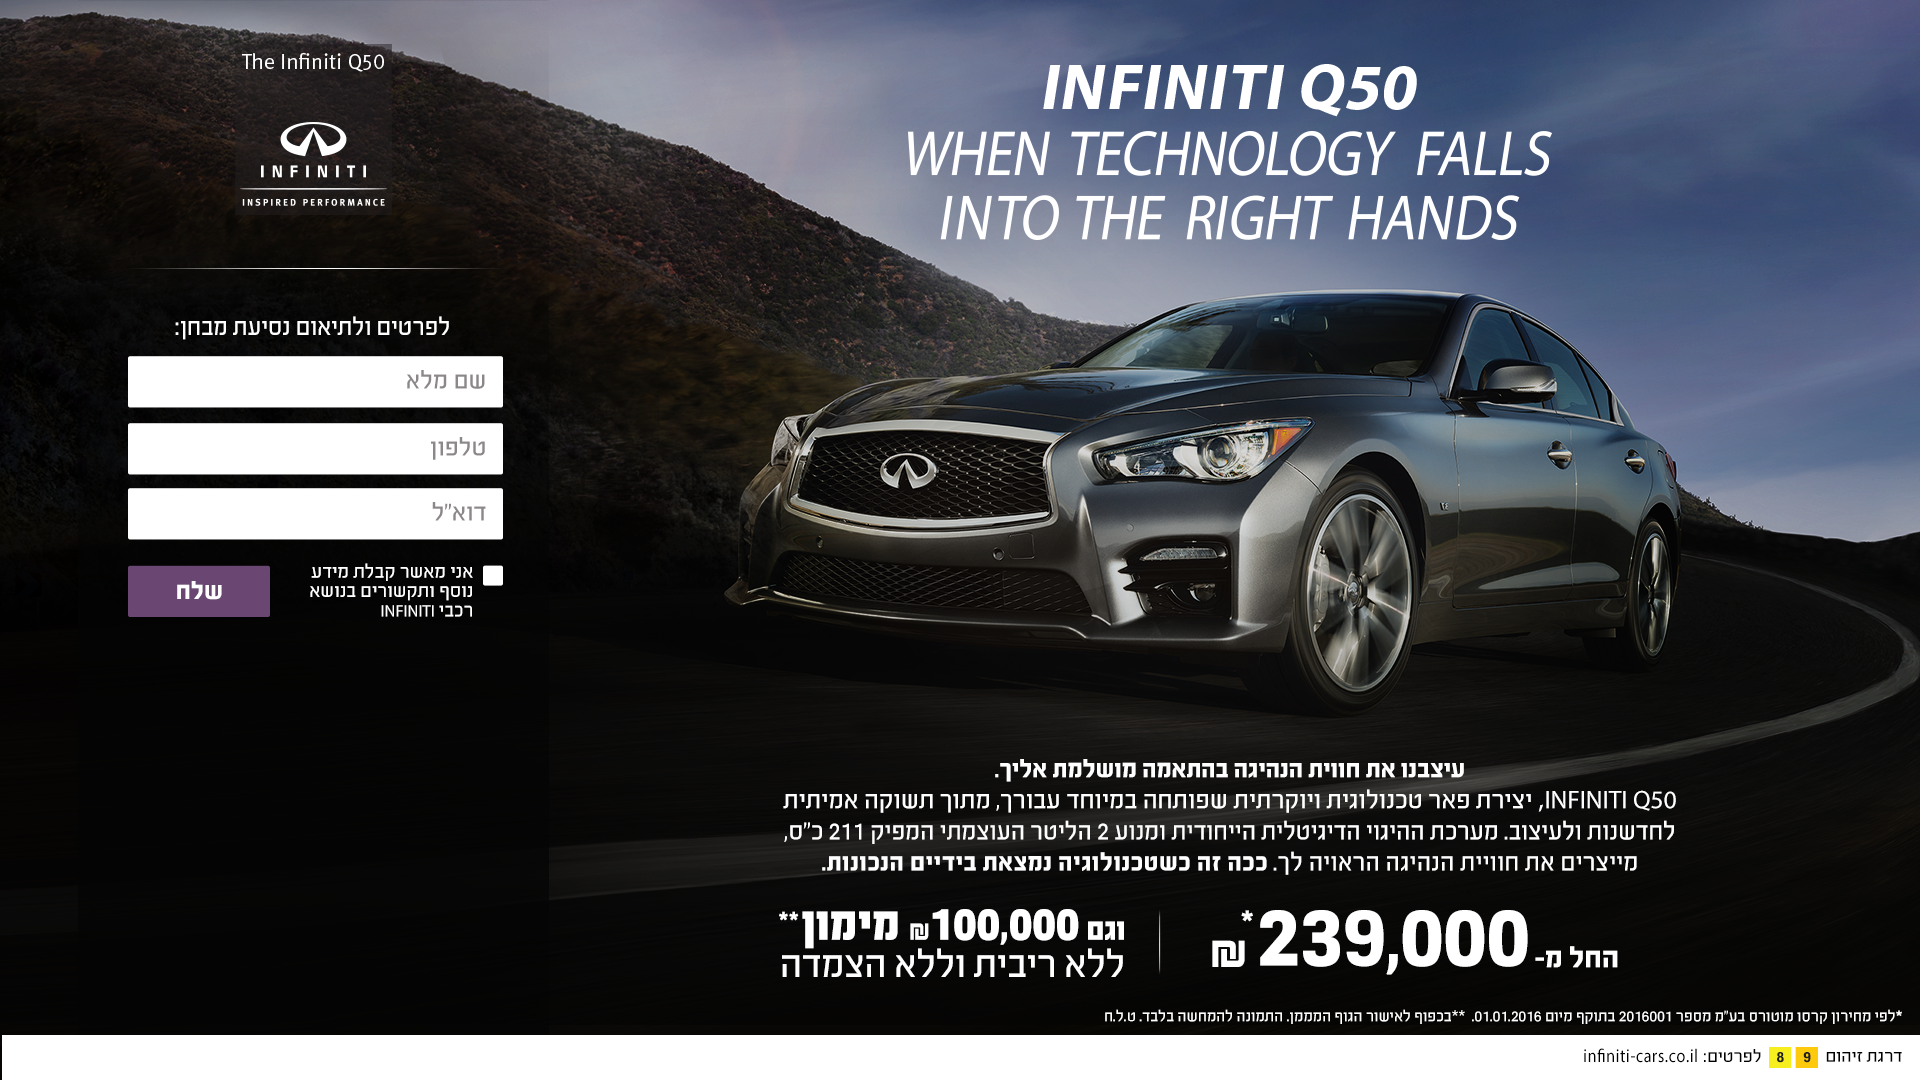 The Infiniti Q50
INFINITI
INSPIRED PERFORMANCE
לפרטים ולתיאום נסיעת מבחן:
שם מלא
טלפון
דוא"ל
אני מאשר קבלת מידע
נוסף ותקשורים בנושא
רכבי INFINITI
שלח
INFINITI Q50
WHEN TECHNOLOGY FALLS
INTO THE RIGHT HANDS
עיצבנו את חווית הנהיגה בהתאמה מושלמת אליך.
INFINITI Q50, יצירת פאר טכנולוגית ויוקרתית שפותחה במיוחד עבורך, מתוך תשוקה אמיתית
לחדשנות ולעיצוב. מערכת ההיגוי הדיגיטלית הייחודית ומנוע 2 הליטר העוצמתי המפיק 211 כ"ס,
מייצרים את חוויית הנהיגה הראויה לך. ככה זה כשטכנולוגיה נמצאת בידיים הנכונות.
החל מ- 239,000* ₪
וגם 100,000 ₪ מימון**
ללא ריבית וללא הצמדה
*לפי מחירון קרסו מוטורס בע"מ מספר 2016001 בתוקף מיום 01.01.2016. **בכפוף לאישור הגוף המממן. התמונה להמחשה בלבד. ט.ל.ח
דרגת זיהום 9 8 לפרטים: infiniti-cars.co.il